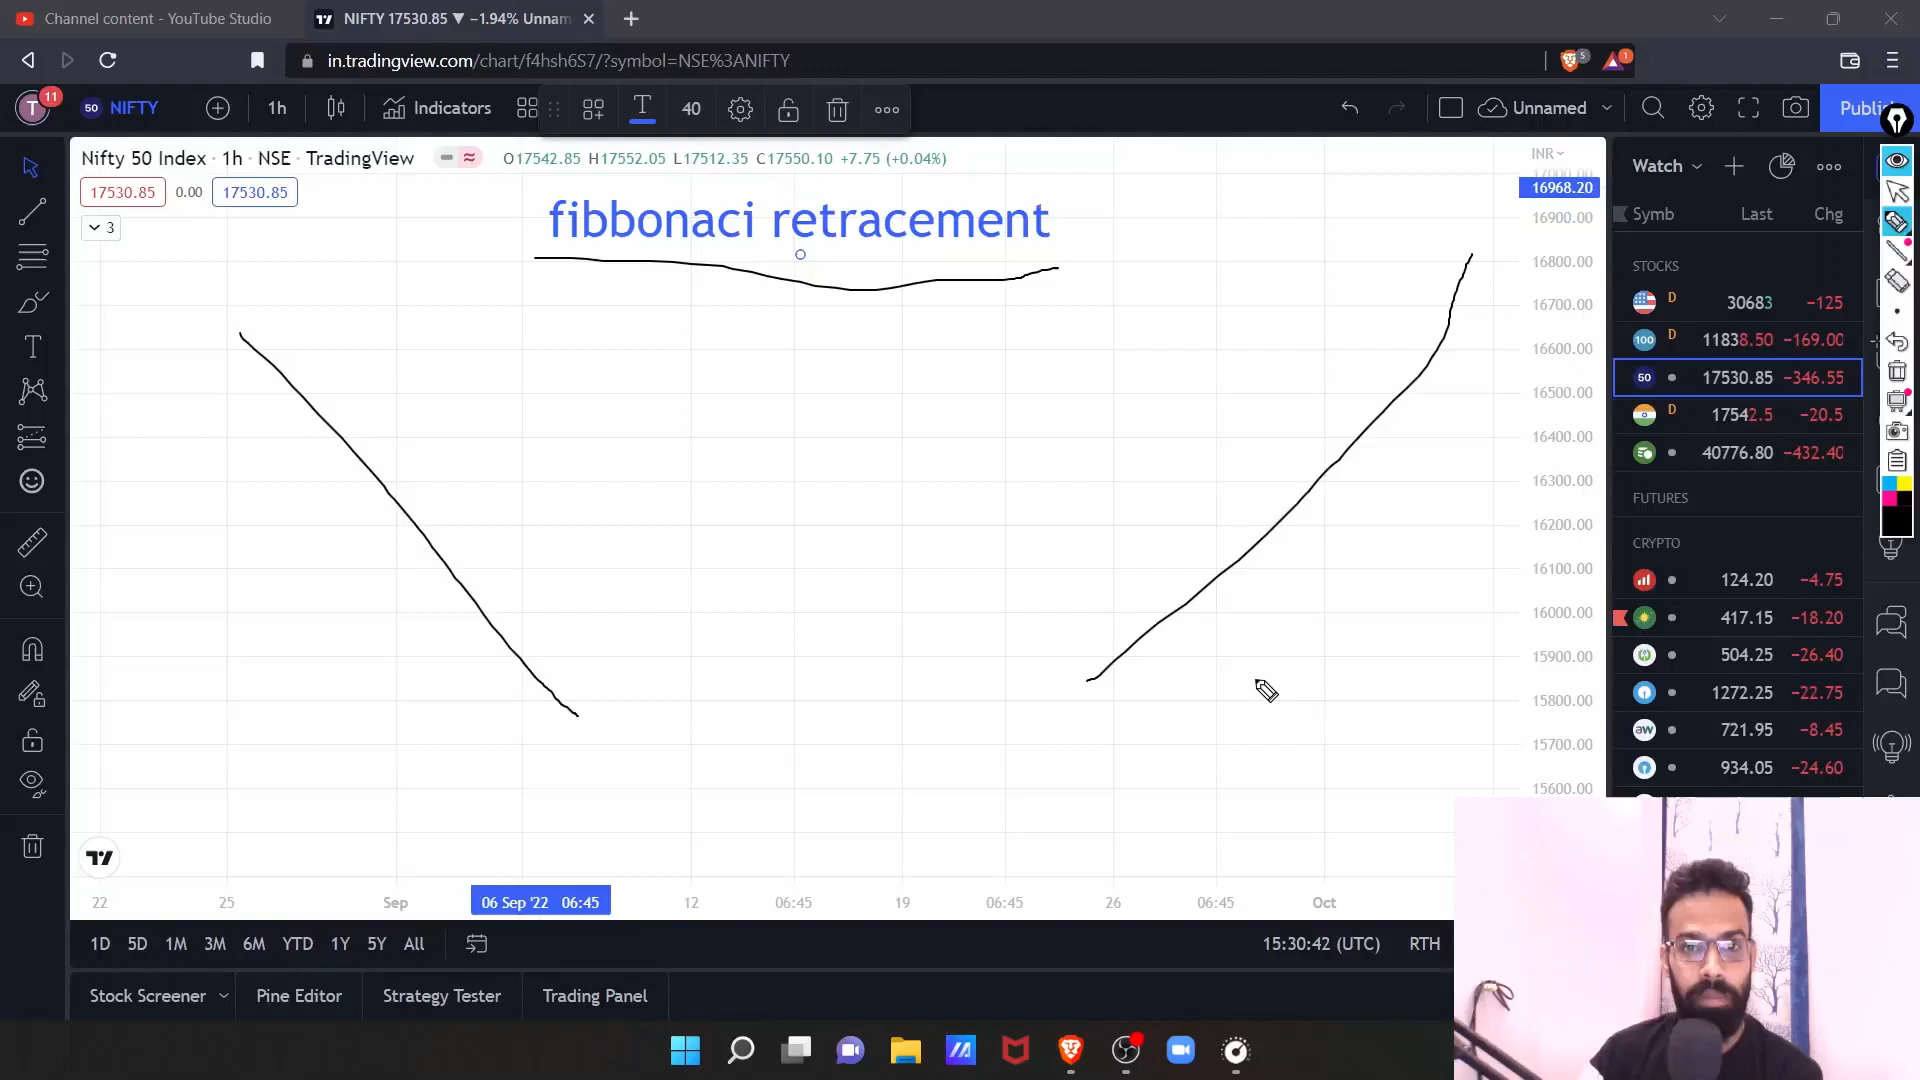 Channel content - YouTube Studio
NIFTY 17530.85 ▼ −1.94% Unnam
in.tradingview.com/chart/f4hsh6S7/?symbol=NSE%3ANIFTY
5
1
T
11
50 NIFTY
1h
Indicators
40
Unnamed
Publi
Nifty 50 Index · 1h · NSE · TradingView
O17542.85 H17552.05 L17512.35 C17550.10 +7.75 (+0.04%)
17530.85 0.00 17530.85
3
fibbonaci retracement
INR
16968.20
16900.00
16800.00
16700.00
16600.00
16500.00
16400.00
16300.00
16200.00
16100.00
16000.00
15900.00
15800.00
15700.00
15600.00
Watch
Symb Last Chg
STOCKS
D 30683 −125
100 D 11838.50 −169.00
50 17530.85 −346.55
D 17542.5 −20.5
40776.80 −432.40
FUTURES
CRYPTO
124.20 −4.75
417.15 −18.20
504.25 −26.40
1272.25 −22.75
aw 721.95 −8.45
934.05 −24.60
22 25 Sep 06 Sep '22 06:45 12 06:45 19 06:45 26 06:45 Oct
1D 5D 1M 3M 6M YTD 1Y 5Y All
15:30:42 (UTC) RTH
Stock Screener Pine Editor Strategy Tester Trading Panel